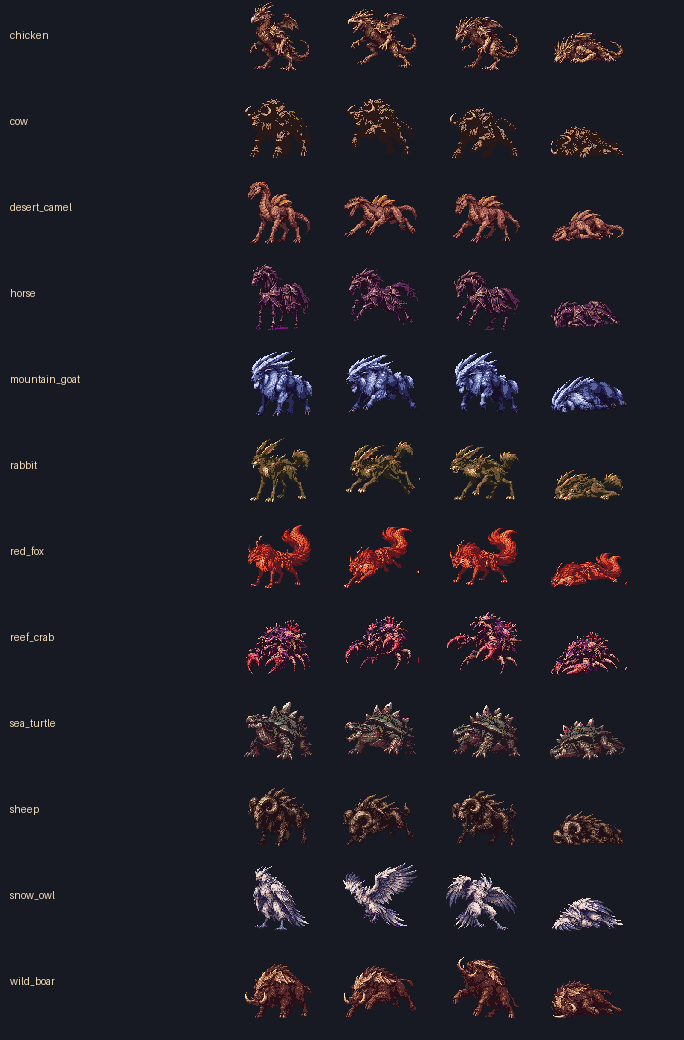 chicken
cow
desert_camel
horse
mountain_goat
rabbit
red_fox
reef_crab
sea_turtle
sheep
snow_owl
wild_boar